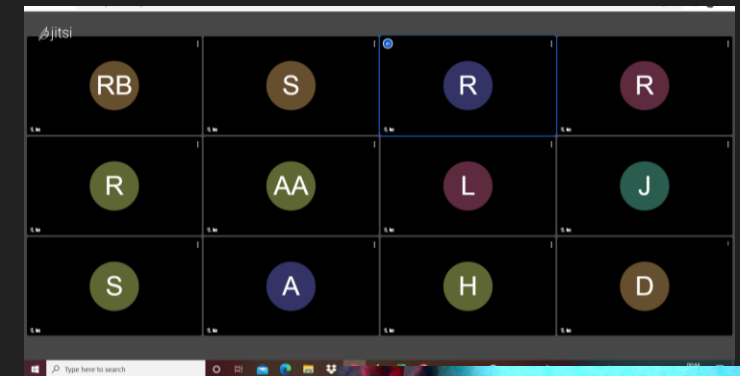 jitsi
RB S R R
R AA L J
S A H D
Type here to search